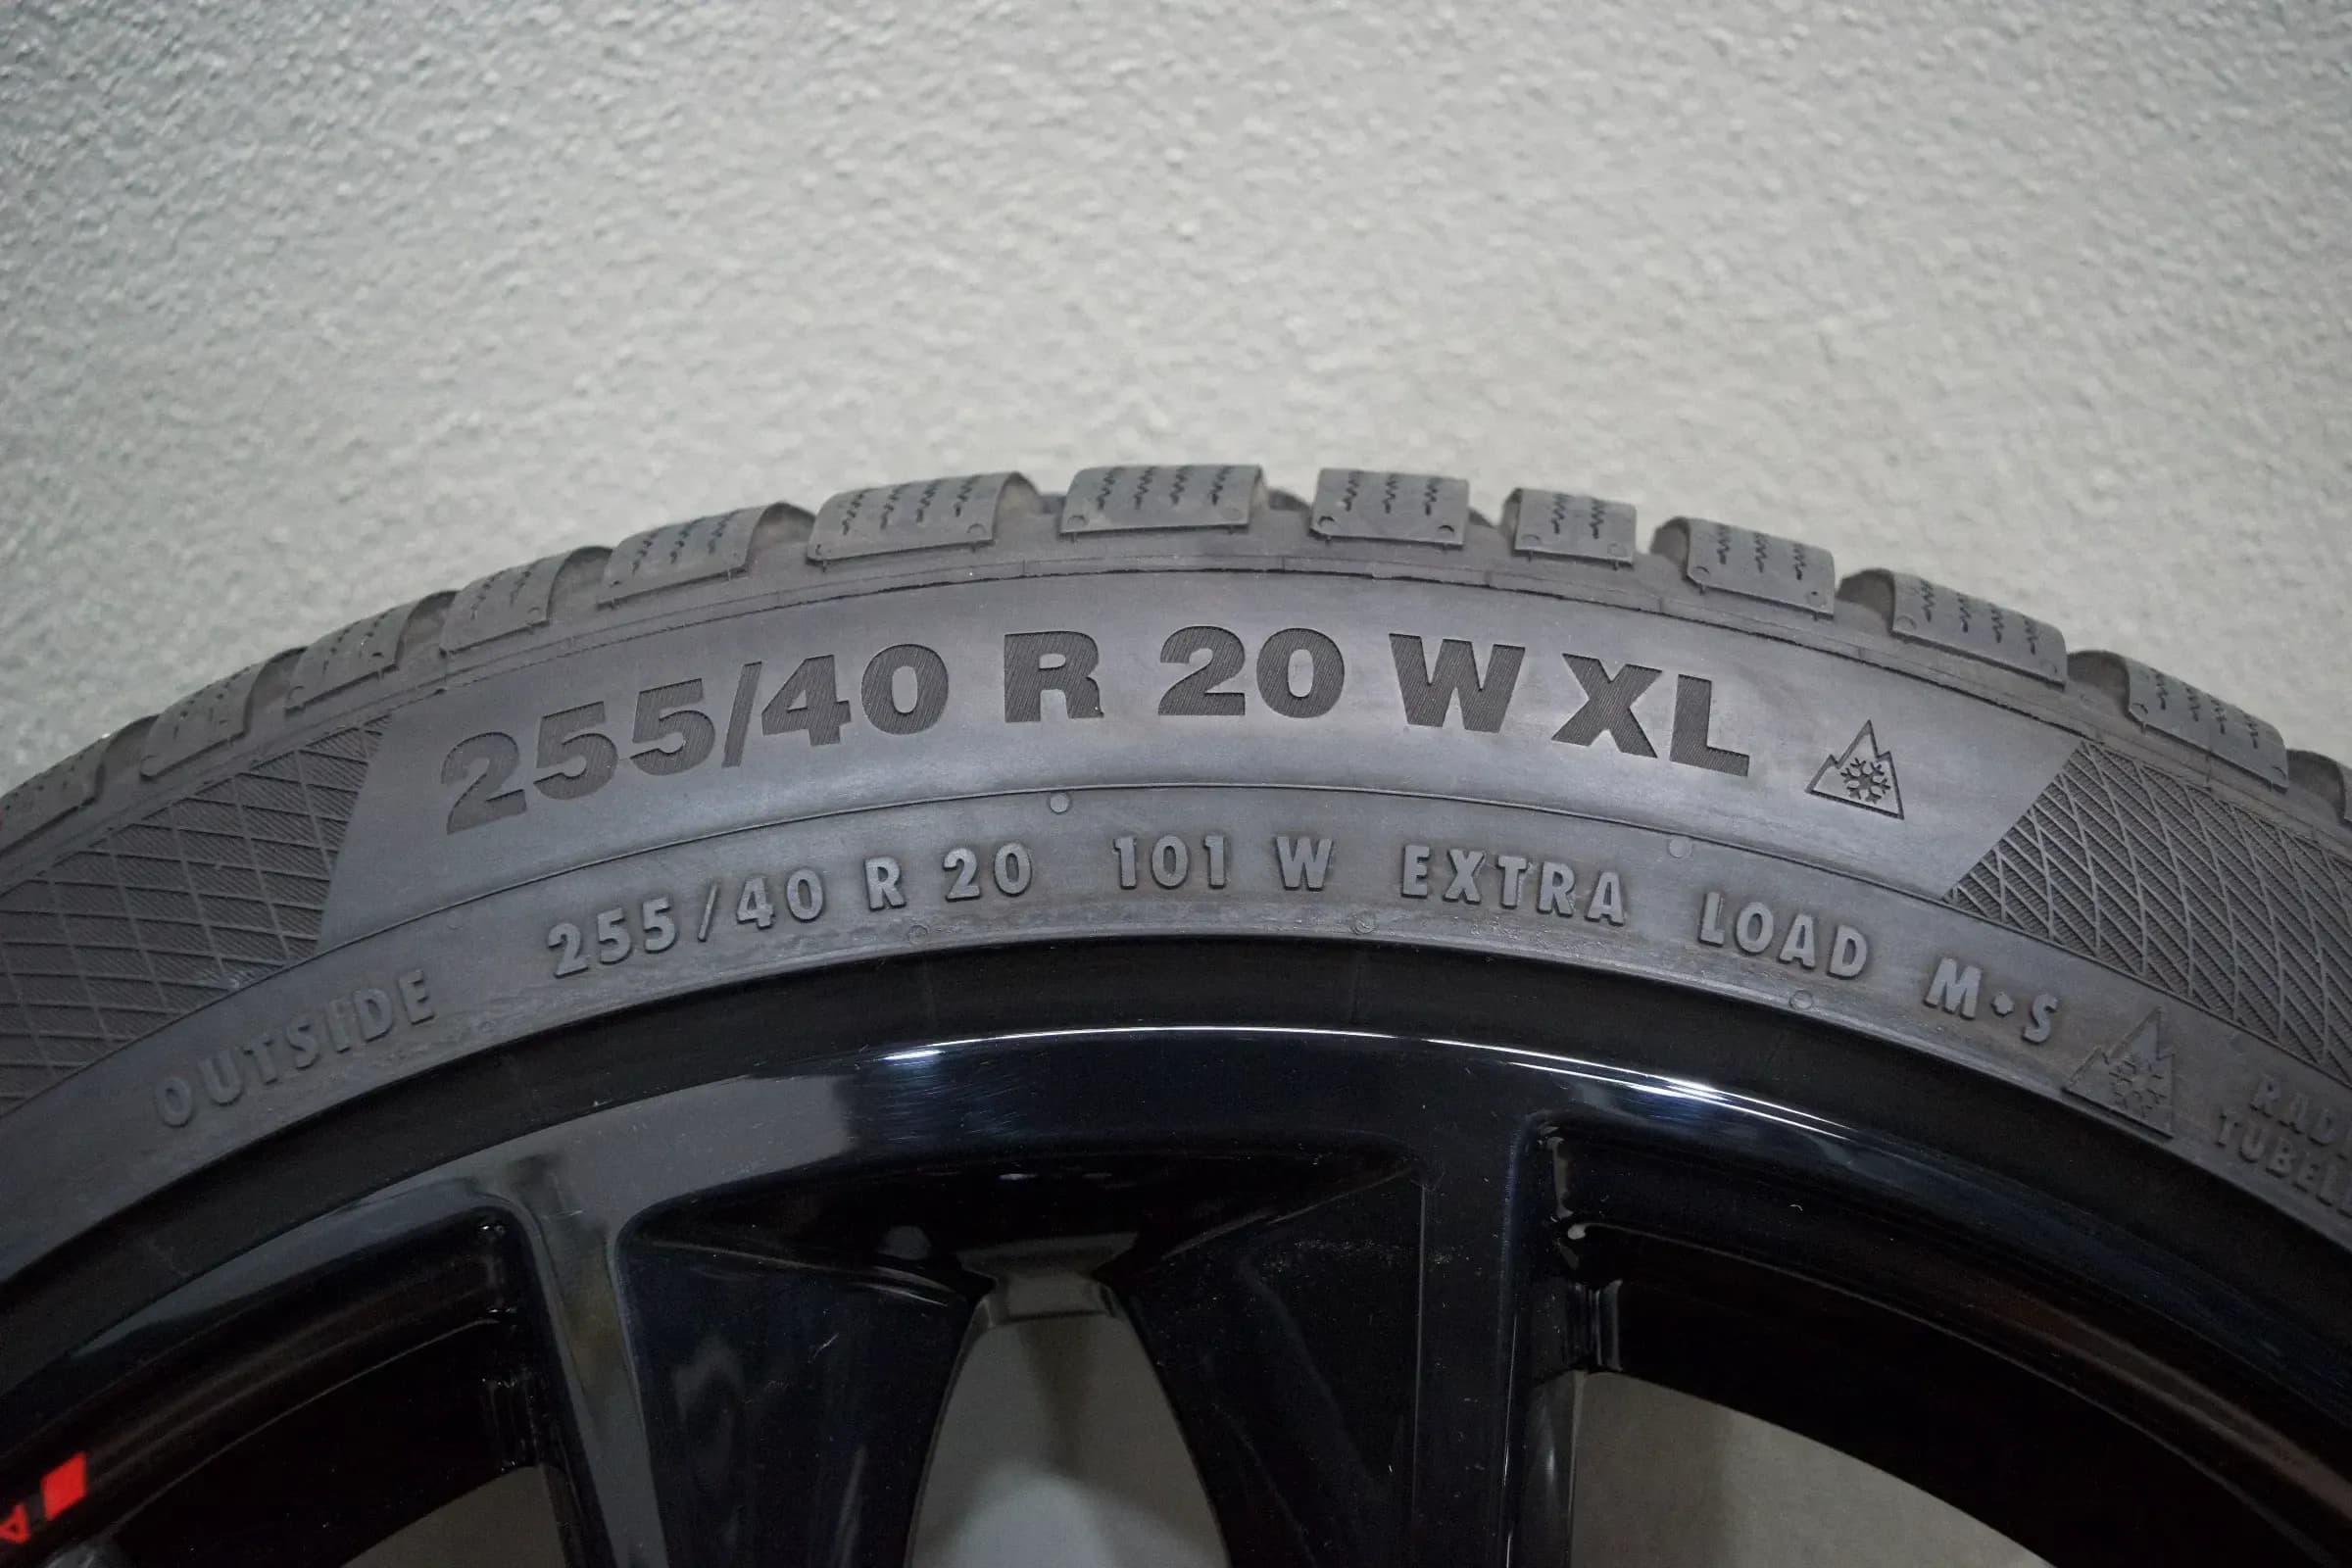 255/40 R 20 W XL
OUTSIDE 255/40 R 20 101 W EXTRA LOAD M+S